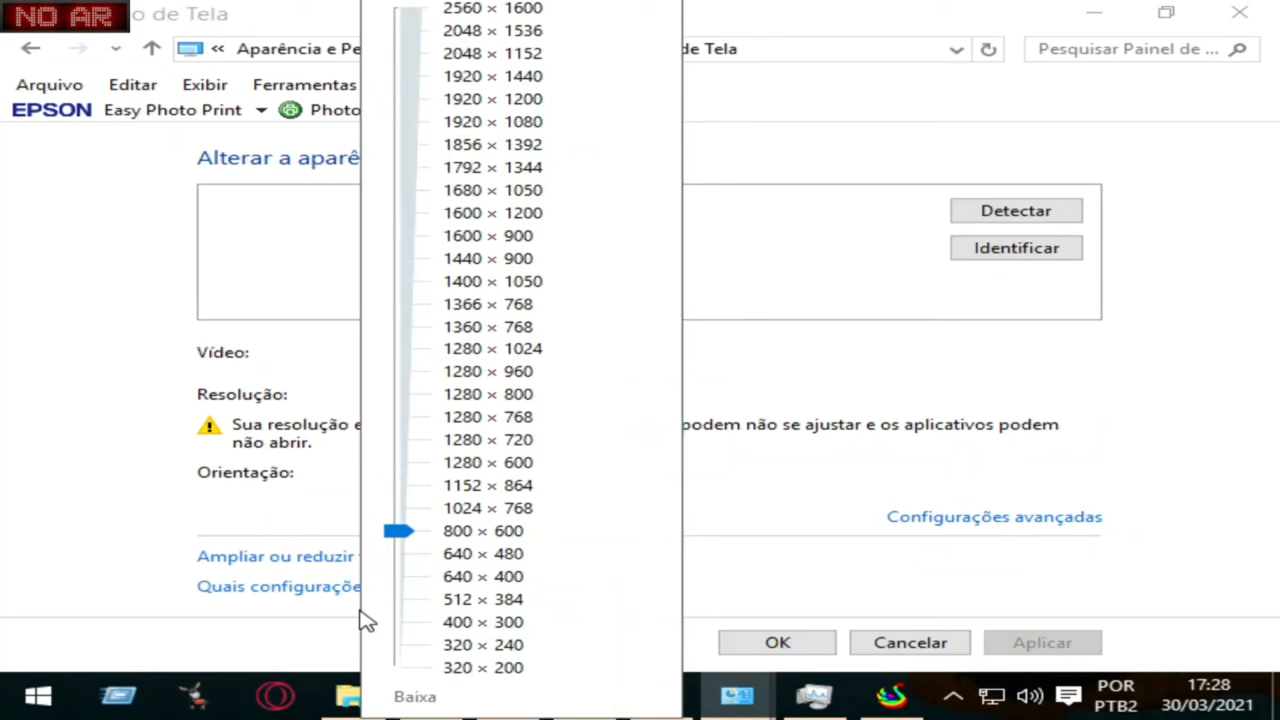 NO AR
o de Tela
« Aparência e Pe
de Tela
Pesquisar Painel de ...
Arquivo Editar Exibir Ferramentas
EPSON Easy Photo Print Photo
Alterar a aparê
Detectar
Identificar
Vídeo:
Resolução:
Sua resolução e
podem não se ajustar e os aplicativos podem
não abrir.
Orientação:
Configurações avançadas
Ampliar ou reduzir
Quais configuraçõe
OK Cancelar Aplicar
2560 × 1600
2048 × 1536
2048 × 1152
1920 × 1440
1920 × 1200
1920 × 1080
1856 × 1392
1792 × 1344
1680 × 1050
1600 × 1200
1600 × 900
1440 × 900
1400 × 1050
1366 × 768
1360 × 768
1280 × 1024
1280 × 960
1280 × 800
1280 × 768
1280 × 720
1280 × 600
1152 × 864
1024 × 768
800 × 600
640 × 480
640 × 400
512 × 384
400 × 300
320 × 240
320 × 200
Baixa
POR
PTB2
17:28
30/03/2021